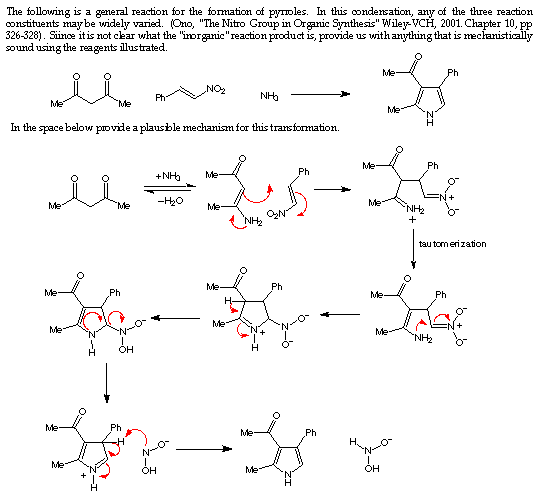 The following is a general reaction for the formation of pyrroles. In this condensation, any of the three reaction
constituents may be widely varied. (Ono, "The Nitro Group in Organic Synthesis" Wiley-VCH, 2001. Chapter 10, pp
326-328). Siince it is not clear what the "inorganic" reaction product is, provide us with anything that is mechanistically
sound using the reagents illustrated.
O O Me Me
Ph NO2
NH3
O Me Ph Me N H
In the space below provide a plausible mechanism for this transformation.
O O Me Me
+NH3
−H2O
O Me Me NH2
Ph O2N
O Me Ph Me NH2 + N+ O- O-
tautomerization
O Me Ph Me NH2 N+ O- O-
O Me H Ph Me N+ H N O- O-
O Me Ph Me N H N O- OH
O Me Ph H Me N + H
N O- OH
O Me Ph Me N H
H N O- OH